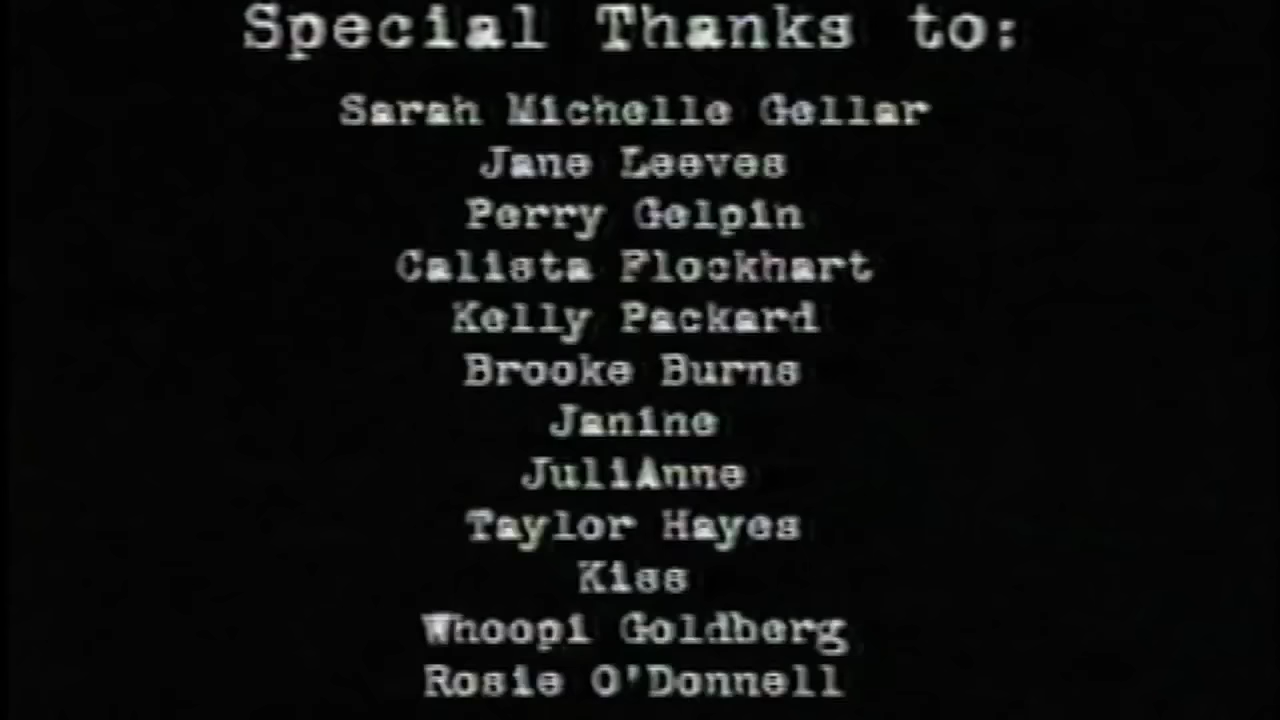 Special Thanks to:
Sarah Michelle Gellar
Jane Leeves
Perry Gelpin
Calista Flockhart
Kelly Packard
Brooke Burns
Janine
JuliAnne
Taylor Hayes
Kiss
Whoopi Goldberg
Rosie O'Donnell